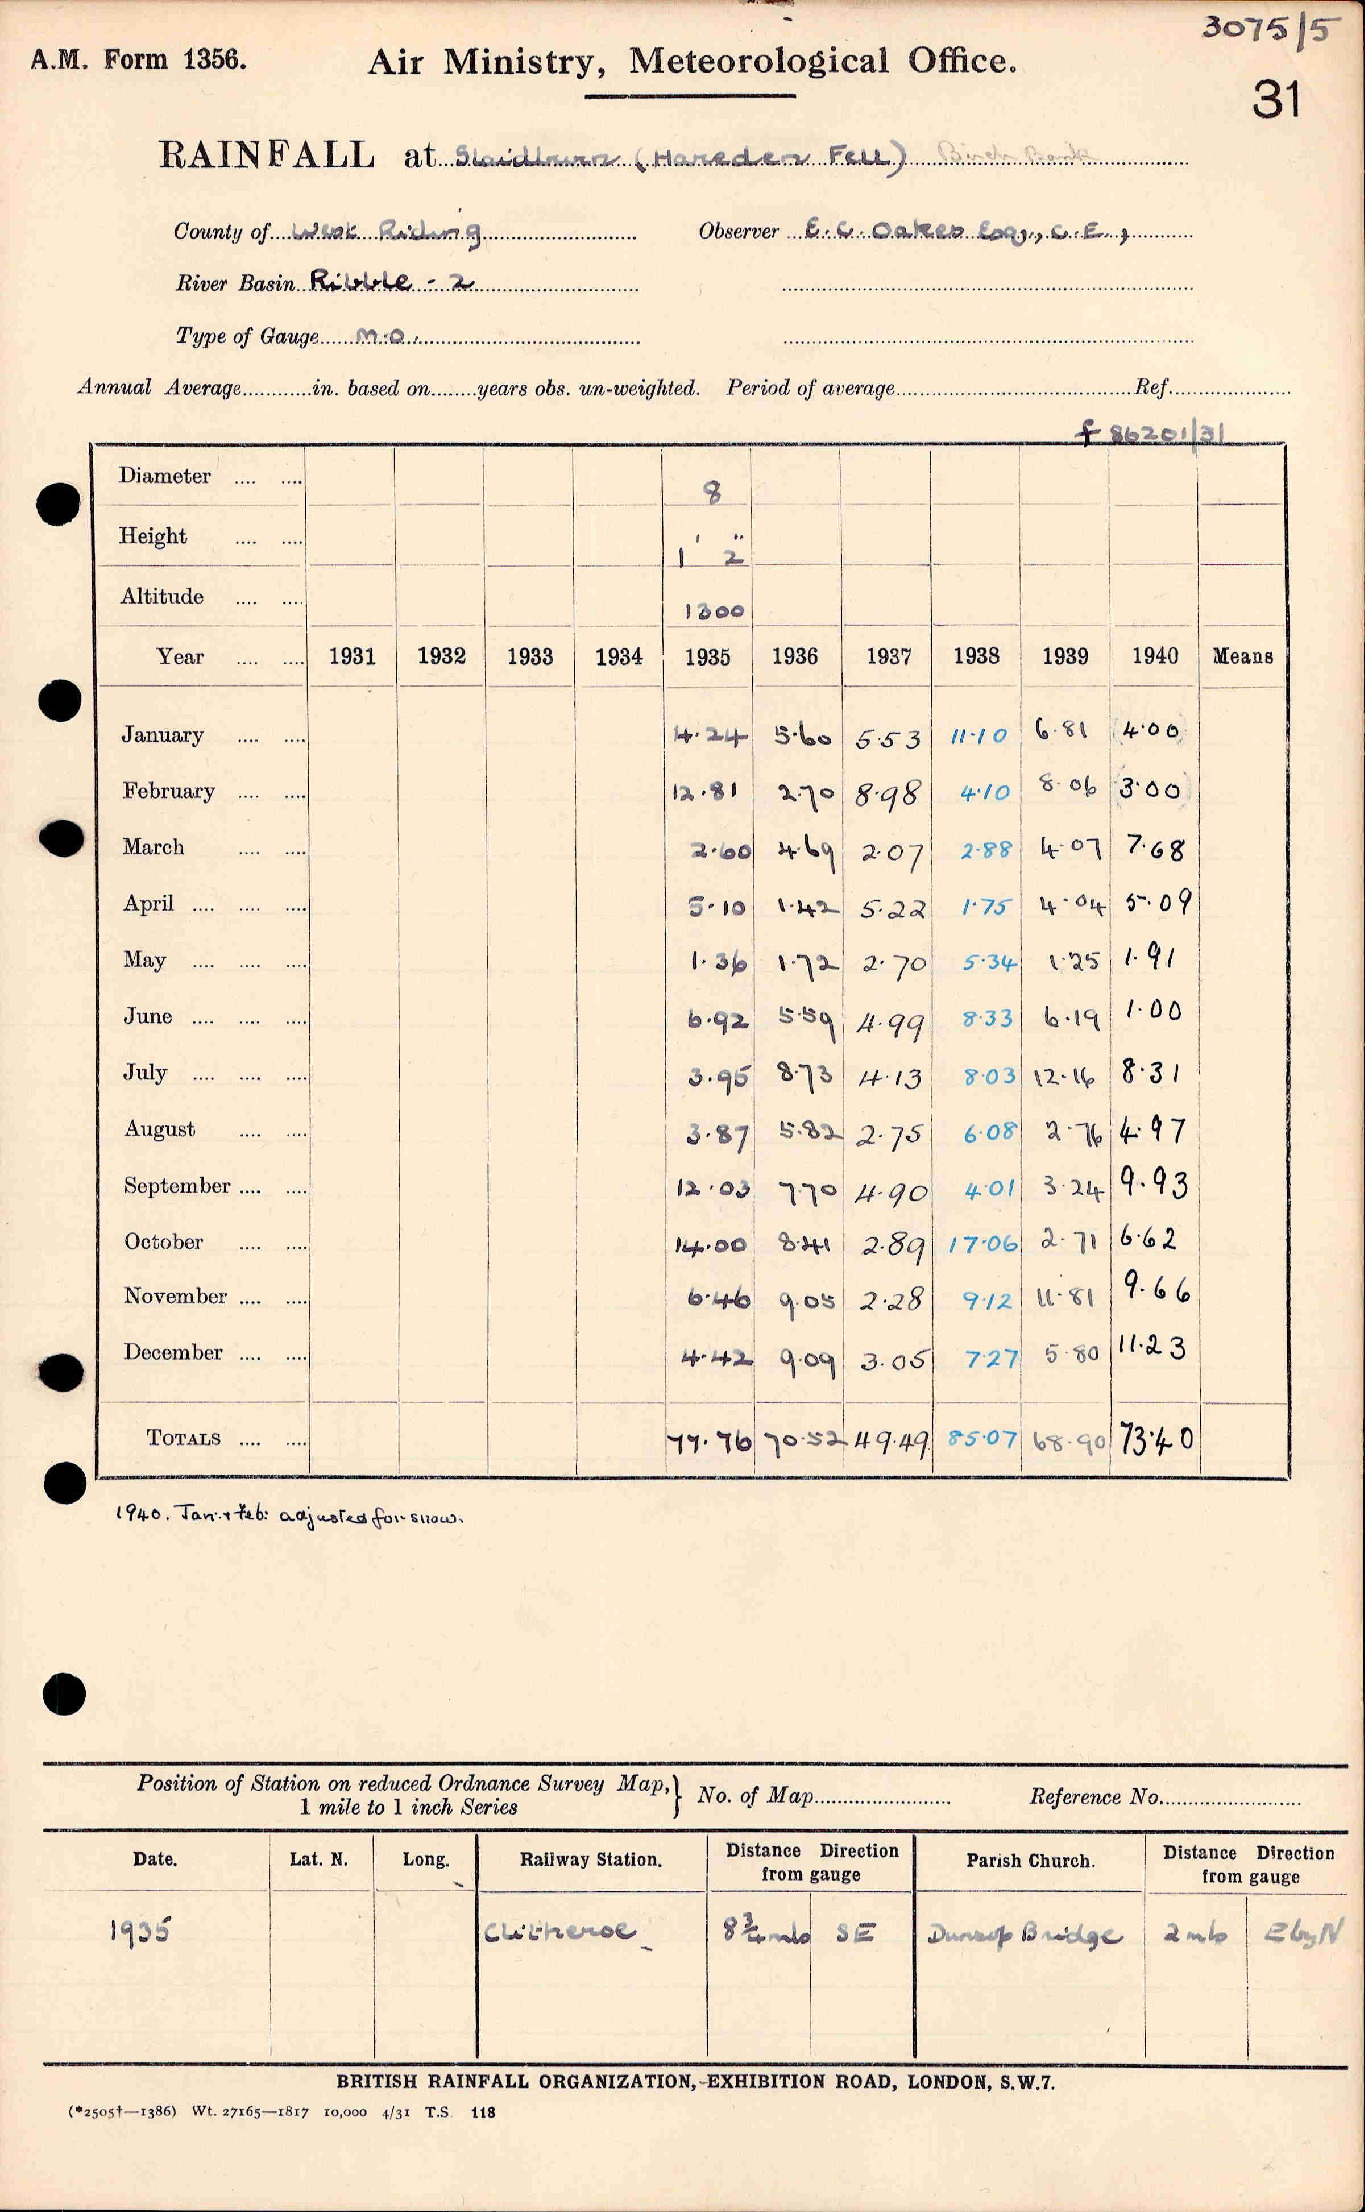 3075/5
A.M. Form 1356. Air Ministry, Meteorological Office.
31
RAINFALL at Slaidburn (Hareden Fell) Birch Bank
County of West Riding Observer E. C. Oakes Esq., C.E.,
River Basin Ribble - 2
Type of Gauge M.O.
Annual Average in. based on years obs. un-weighted. Period of average Ref.
f 86201/31
Diameter .... .... 8
Height .... .... 1' 2"
Altitude .... .... 1300
Year .... .... 1931 1932 1933 1934 1935 1936 1937 1938 1939 1940 Means
January .... .... 4.24 5.60 5.53 11.10 6.81 (4.00)
February .... .... 12.81 2.70 8.98 4.10 8.06 (3.00)
March .... .... 2.60 4.69 2.07 2.88 4.07 7.68
April .... .... .... 5.10 1.42 5.22 1.75 4.04 5.09
May .... .... .... 1.36 1.72 2.70 5.34 1.25 1.91
June .... .... .... 6.92 5.59 4.99 8.33 6.19 1.00
July .... .... .... 3.95 8.73 4.13 8.03 12.16 8.31
August .... .... 3.87 5.82 2.75 6.08 2.76 4.97
September .... .... 12.03 7.70 4.90 4.01 3.24 9.93
October .... .... 14.00 8.41 2.89 17.06 2.71 6.62
November .... .... 6.46 9.05 2.28 9.12 11.81 9.66
December .... .... 4.42 9.09 3.05 7.27 5.80 11.23
TOTALS .... .... 77.76 70.52 49.49 85.07 68.90 73.40
1940. Jan. + Feb: adjusted for snow.
Position of Station on reduced Ordnance Survey Map, } No. of Map Reference No.
1 mile to 1 inch Series
Date. Lat. N. Long. Railway Station. Distance Direction from gauge Parish Church. Distance Direction from gauge
1935 Clitheroe 8¾ mls SE Dunsop Bridge 2 mls E by N
BRITISH RAINFALL ORGANIZATION, EXHIBITION ROAD, LONDON, S.W.7.
(*2505†—1386) Wt. 27165—1817 10,000 4/31 T.S. 118